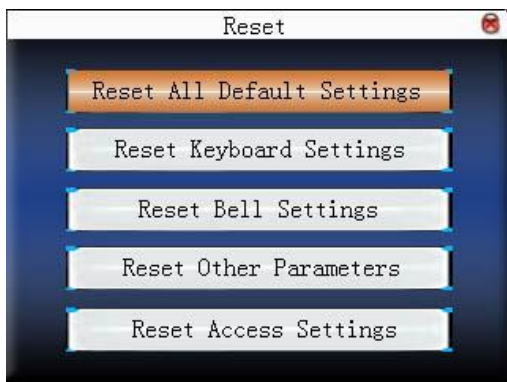 Reset
Reset All Default Settings
Reset Keyboard Settings
Reset Bell Settings
Reset Other Parameters
Reset Access Settings